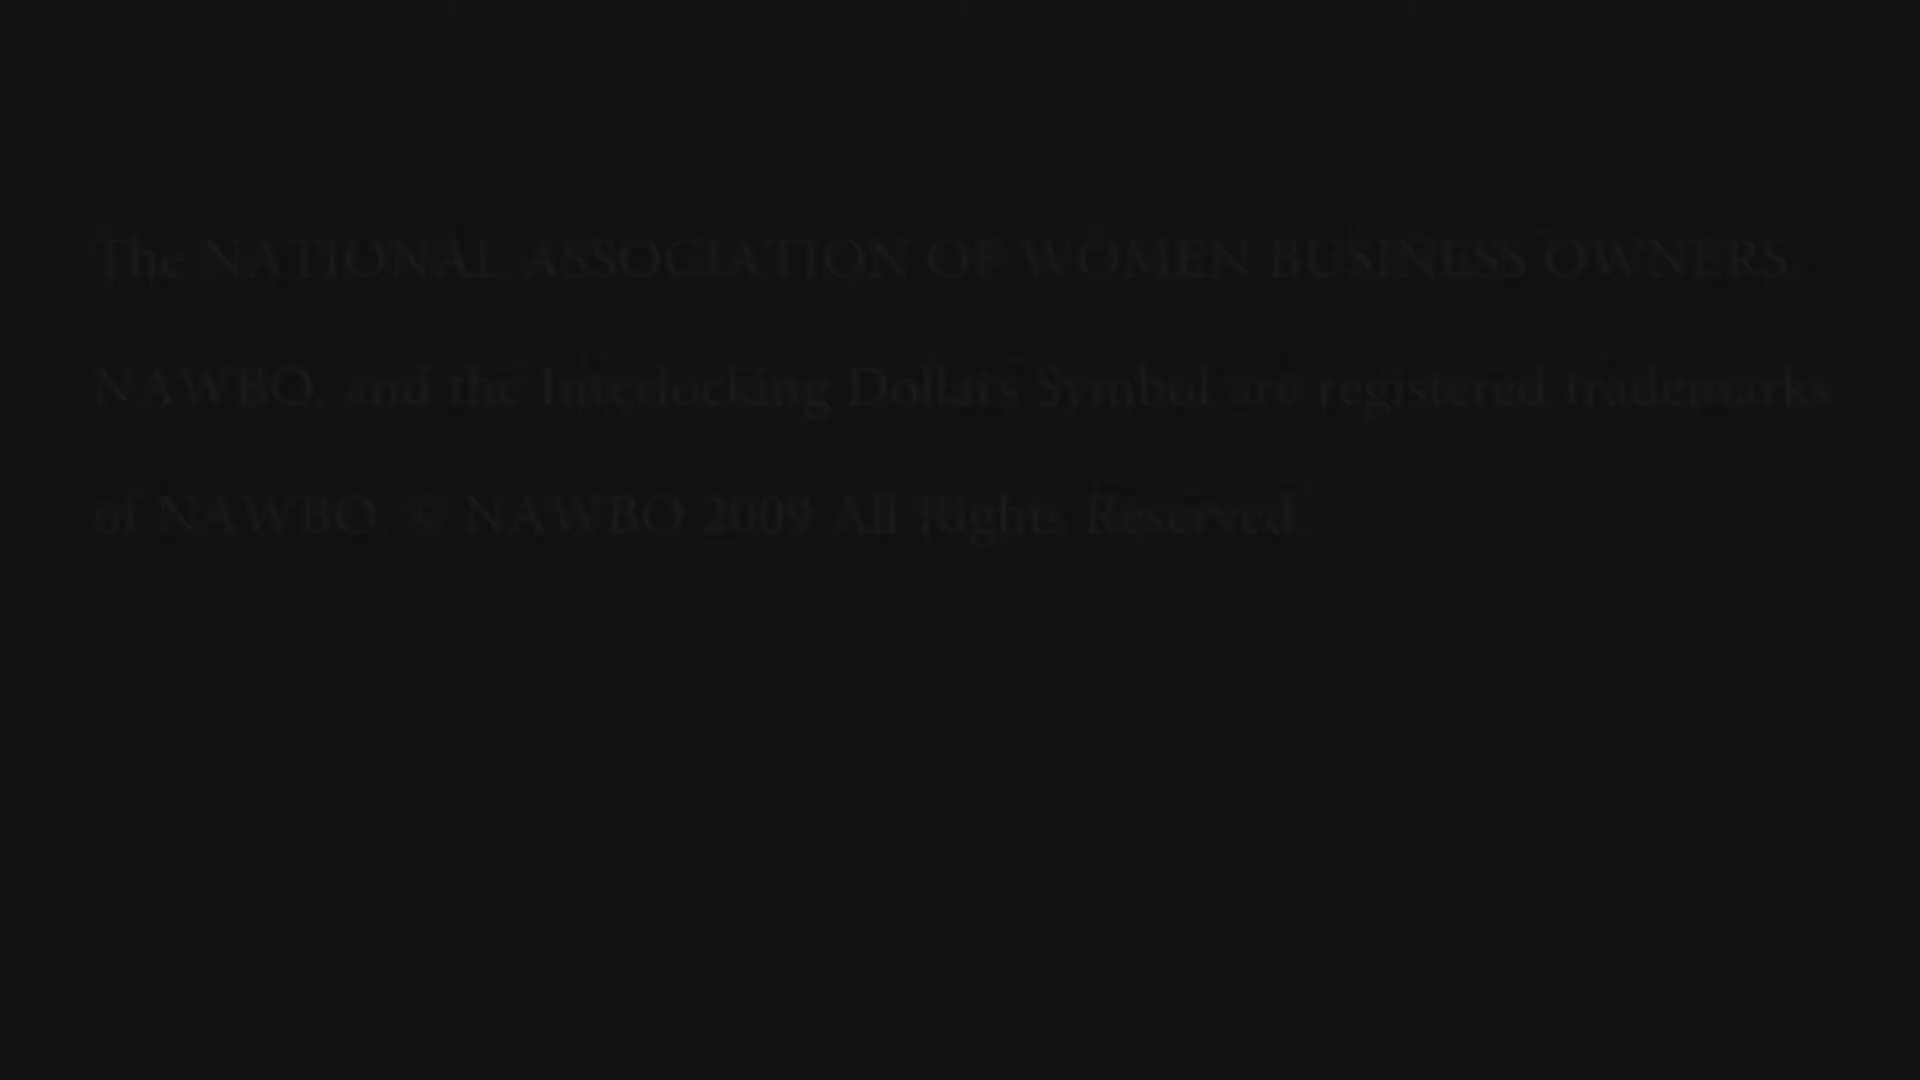 The NATIONAL ASSOCIATION OF WOMEN BUSINESS OWNERS,
NAWBO, and the Interlocking Dollars Symbol are registered trademarks
of NAWBO. © NAWBO 2009 All Rights Reserved.